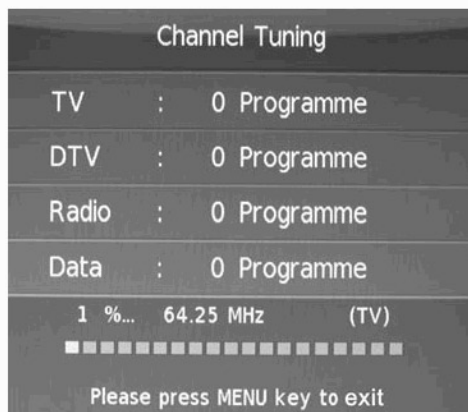 Channel Tuning
TV : 0 Programme
DTV : 0 Programme
Radio : 0 Programme
Data : 0 Programme
1 %... 64.25 MHz (TV)
Please press MENU key to exit